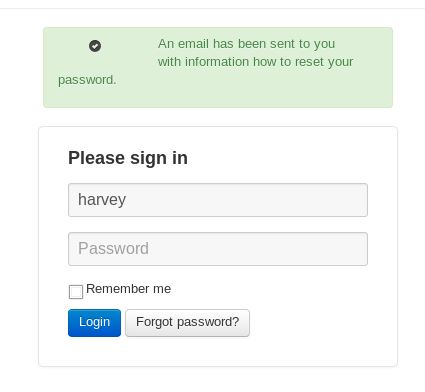 An email has been sent to you
with information how to reset your
password.
Please sign in
harvey
Password
Remember me
Login Forgot password?